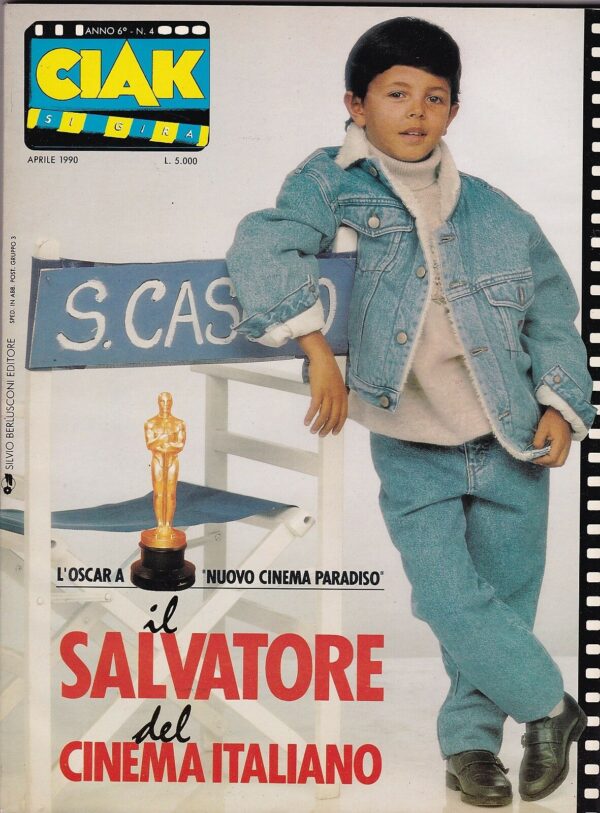 ANNO 6° - N. 4
CIAK
SI GIRA
APRILE 1990 L. 5.000
SPED. IN ABB. POST. GRUPPO 3
SILVIO BERLUSCONI EDITORE
S. CAS O
L'OSCAR A "NUOVO CINEMA PARADISO"
il
SALVATORE
del
CINEMA ITALIANO